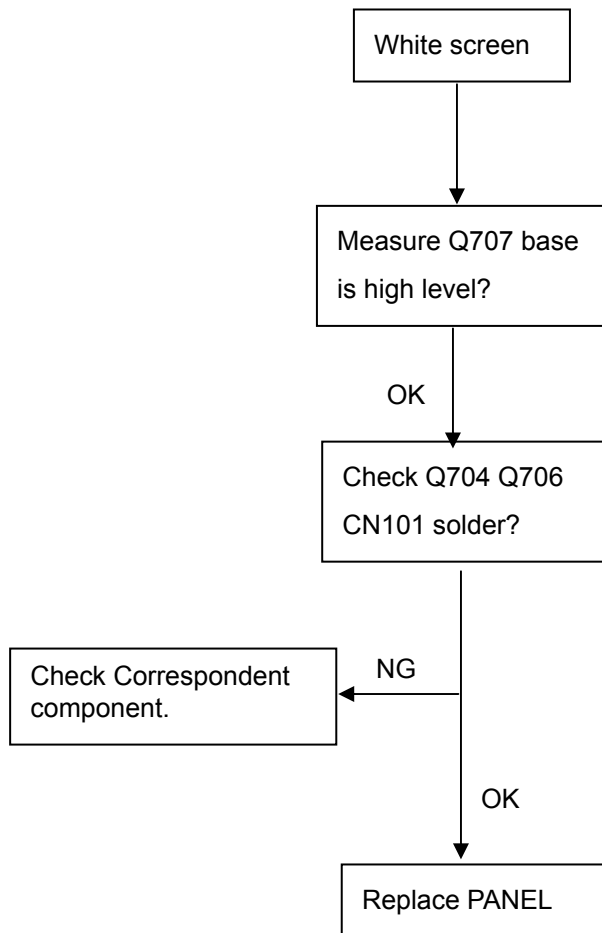 White screen
Measure Q707 base
is high level?
OK
Check Q704 Q706
CN101 solder?
NG
Check Correspondent
component.
OK
Replace PANEL